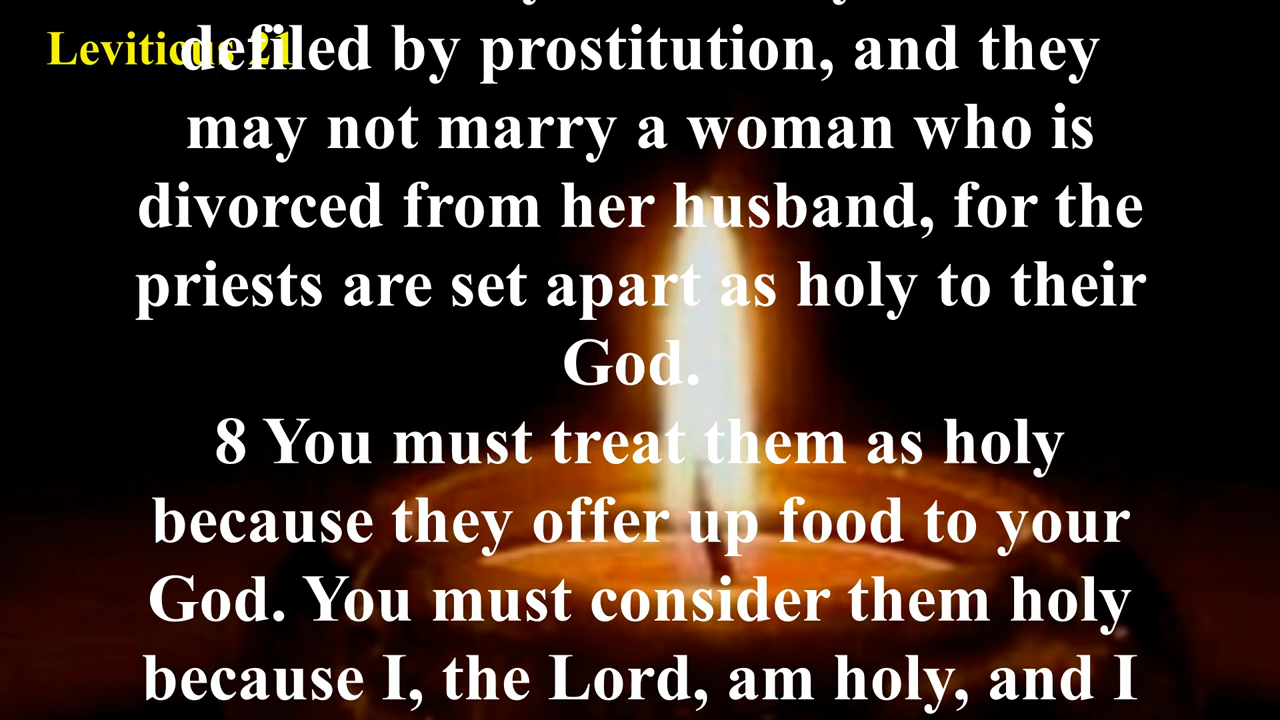 Leviticus 21
defiled by prostitution, and they
may not marry a woman who is
divorced from her husband, for the
priests are set apart as holy to their
God.
8 You must treat them as holy
because they offer up food to your
God. You must consider them holy
because I, the Lord, am holy, and I